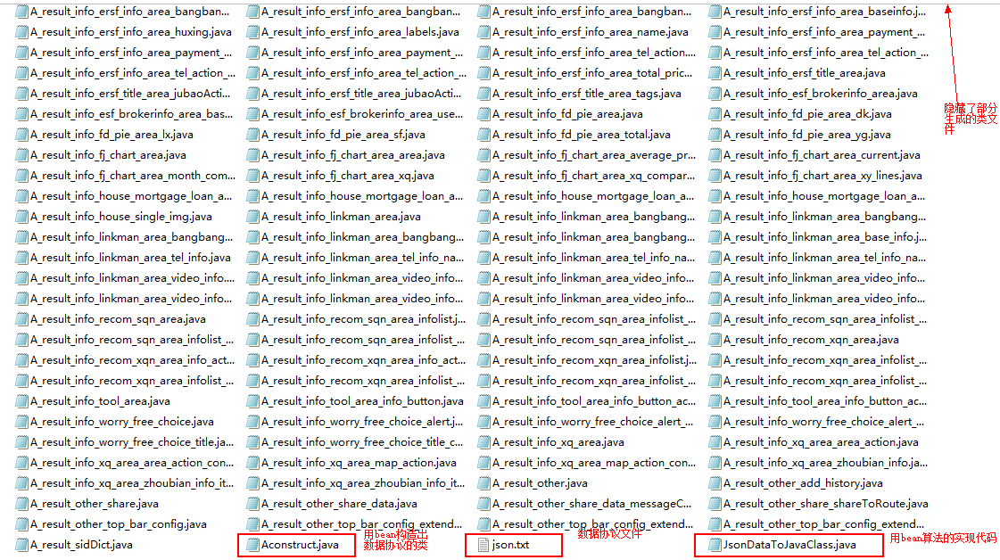 A_result_info_ersf_info_area_bangban... A_result_info_ersf_info_area_bangban... A_result_info_ersf_info_area_bangban... A_result_info_ersf_info_area_baseinfo.j...
A_result_info_ersf_info_area_huxing.java A_result_info_ersf_info_area_labels.java A_result_info_ersf_info_area_name.java A_result_info_ersf_info_area_payment_...
A_result_info_ersf_info_area_payment_... A_result_info_ersf_info_area_payment_... A_result_info_ersf_info_area_tel_action.... A_result_info_ersf_info_area_tel_action_...
A_result_info_ersf_info_area_tel_action_... A_result_info_ersf_info_area_tel_action_... A_result_info_ersf_info_area_total_pric... A_result_info_ersf_title_area.java
A_result_info_ersf_title_area_jubaoActi... A_result_info_ersf_title_area_jubaoActi... A_result_info_ersf_title_area_tags.java A_result_info_esf_brokerinfo_area.java
A_result_info_esf_brokerinfo_area_bas... A_result_info_esf_brokerinfo_area_use... A_result_info_fd_pie_area.java A_result_info_fd_pie_area_dk.java
隐藏了部分
生成的类文
件
A_result_info_fd_pie_area_lx.java A_result_info_fd_pie_area_sf.java A_result_info_fd_pie_area_total.java A_result_info_fd_pie_area_yg.java
A_result_info_fj_chart_area.java A_result_info_fj_chart_area_area.java A_result_info_fj_chart_area_average_pr... A_result_info_fj_chart_area_current.java
A_result_info_fj_chart_area_month_com... A_result_info_fj_chart_area_xq.java A_result_info_fj_chart_area_xq_compar... A_result_info_fj_chart_area_xy_lines.java
A_result_info_house_mortgage_loan_a... A_result_info_house_mortgage_loan_a... A_result_info_house_mortgage_loan_a... A_result_info_house_mortgage_loan_a...
A_result_info_house_single_img.java A_result_info_linkman_area.java A_result_info_linkman_area_bangbang... A_result_info_linkman_area_bangbang...
A_result_info_linkman_area_bangbang... A_result_info_linkman_area_bangbang... A_result_info_linkman_area_bangbang... A_result_info_linkman_area_base_info.j...
A_result_info_linkman_area_tel_info.java A_result_info_linkman_area_tel_info_na... A_result_info_linkman_area_tel_info_na... A_result_info_linkman_area_tel_info_na...
A_result_info_linkman_area_video_info.... A_result_info_linkman_area_video_info... A_result_info_linkman_area_video_info... A_result_info_linkman_area_video_info...
A_result_info_linkman_area_video_info... A_result_info_linkman_area_video_info... A_result_info_linkman_area_video_info... A_result_info_linkman_area_video_info...
A_result_info_recom_sqn_area.java A_result_info_recom_sqn_area_infolist.j... A_result_info_recom_sqn_area_infolist_... A_result_info_recom_sqn_area_infolist_...
A_result_info_recom_sqn_area_infolist_... A_result_info_recom_sqn_area_infolist_... A_result_info_recom_sqn_area_infolist_... A_result_info_recom_xqn_area.java
A_result_info_recom_xqn_area_info_act... A_result_info_recom_xqn_area_info_act... A_result_info_recom_xqn_area_infolist.j... A_result_info_recom_xqn_area_infolist_...
A_result_info_recom_xqn_area_infolist_... A_result_info_recom_xqn_area_infolist_... A_result_info_recom_xqn_area_infolist_... A_result_info_recom_xqn_area_infolist_...
A_result_info_tool_area.java A_result_info_tool_area_info_button.java A_result_info_tool_area_info_button_ac... A_result_info_tool_area_info_button_ac...
A_result_info_worry_free_choice.java A_result_info_worry_free_choice_alert.j... A_result_info_worry_free_choice_alert_... A_result_info_worry_free_choice_alert_...
A_result_info_worry_free_choice_title.ja... A_result_info_worry_free_choice_title_c... A_result_info_xq_area.java A_result_info_xq_area_area_action.java
A_result_info_xq_area_area_action_con... A_result_info_xq_area_map_action.java A_result_info_xq_area_map_action_con... A_result_info_xq_area_zhoubian_info.ja...
A_result_info_xq_area_zhoubian_info_it... A_result_info_xq_area_zhoubian_info_it... A_result_other.java A_result_other_add_history.java
A_result_other_share.java A_result_other_share_data.java A_result_other_share_data_messageC... A_result_other_share_shareToRoute.java
A_result_other_top_bar_config.java A_result_other_top_bar_config_extend... A_result_other_top_bar_config_extend... A_result_other_top_bar_config_extend...
A_result_sidDict.java Aconstruct.java 用bean构造出
数据协议的类 json.txt 数据协议文件 JsonDataToJavaClass.java 用bean算法的实现代码